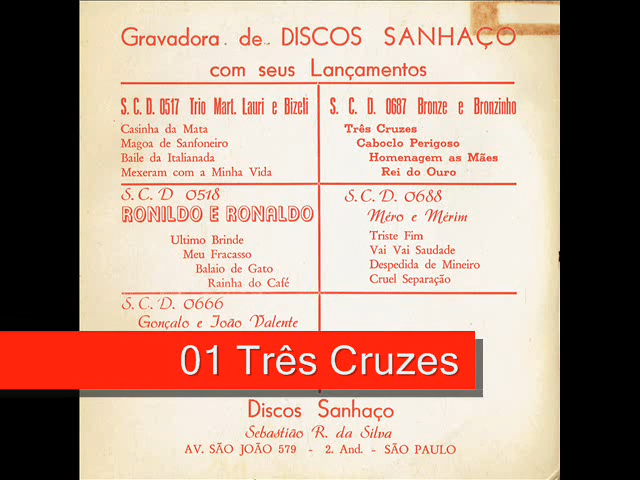 Gravadora de DISCOS SANHAÇO
com seus Lançamentos
S. C. D. 0517 Trio Mart. Lauri e Bizeli
Casinha da Mata
Magoa de Sanfoneiro
Baile da Italianada
Mexeram com a Minha Vida
S. C. D. 0687 Bronze e Bronzinho
Três Cruzes
Caboclo Perigoso
Homenagem as Mães
Rei do Ouro
S. C. D 0518
RONILDO E RONALDO
Ultimo Brinde
Meu Fracasso
Balaio de Gato
Rainha do Café
S. C. D. 0688
Méro e Mérim
Triste Fim
Vai Vai Saudade
Despedida de Mineiro
Cruel Separação
S. C. D. 0666
Gonçalo e João Valente
01 Três Cruzes
Discos Sanhaço
Sebastião R. da Silva
AV. SÃO JOÃO 579 - 2. And. - SÃO PAULO